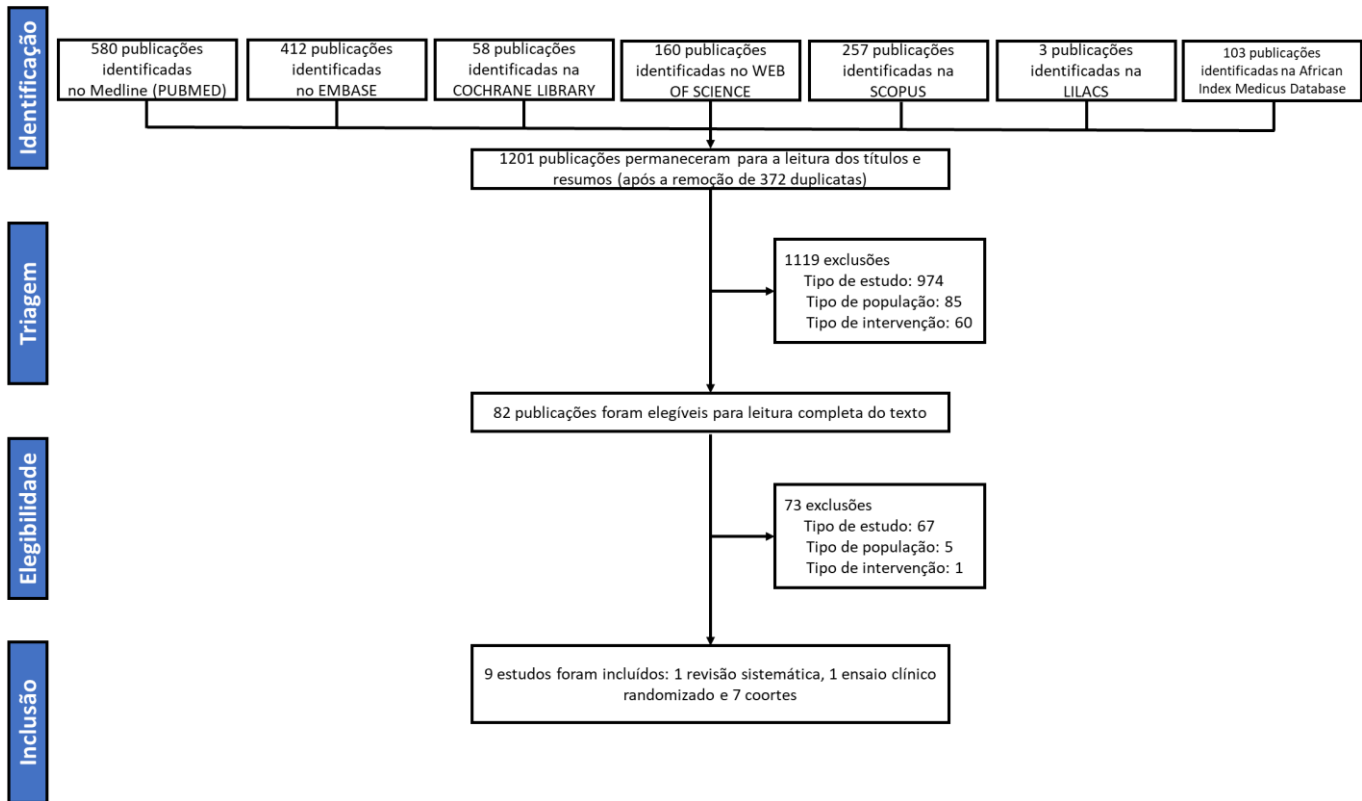 Identificação
580 publicações
identificadas
no Medline (PUBMED)
412 publicações
identificadas
no EMBASE
58 publicações
identificadas na
COCHRANE LIBRARY
160 publicações
identificadas no WEB
OF SCIENCE
257 publicações
identificadas na
SCOPUS
3 publicações
identificadas na
LILACS
103 publicações
identificadas na African
Index Medicus Database
1201 publicações permaneceram para a leitura dos títulos e
resumos (após a remoção de 372 duplicatas)
Triagem
1119 exclusões
Tipo de estudo: 974
Tipo de população: 85
Tipo de intervenção: 60
82 publicações foram elegíveis para leitura completa do texto
Elegibilidade
73 exclusões
Tipo de estudo: 67
Tipo de população: 5
Tipo de intervenção: 1
Inclusão
9 estudos foram incluídos: 1 revisão sistemática, 1 ensaio clínico
randomizado e 7 coortes